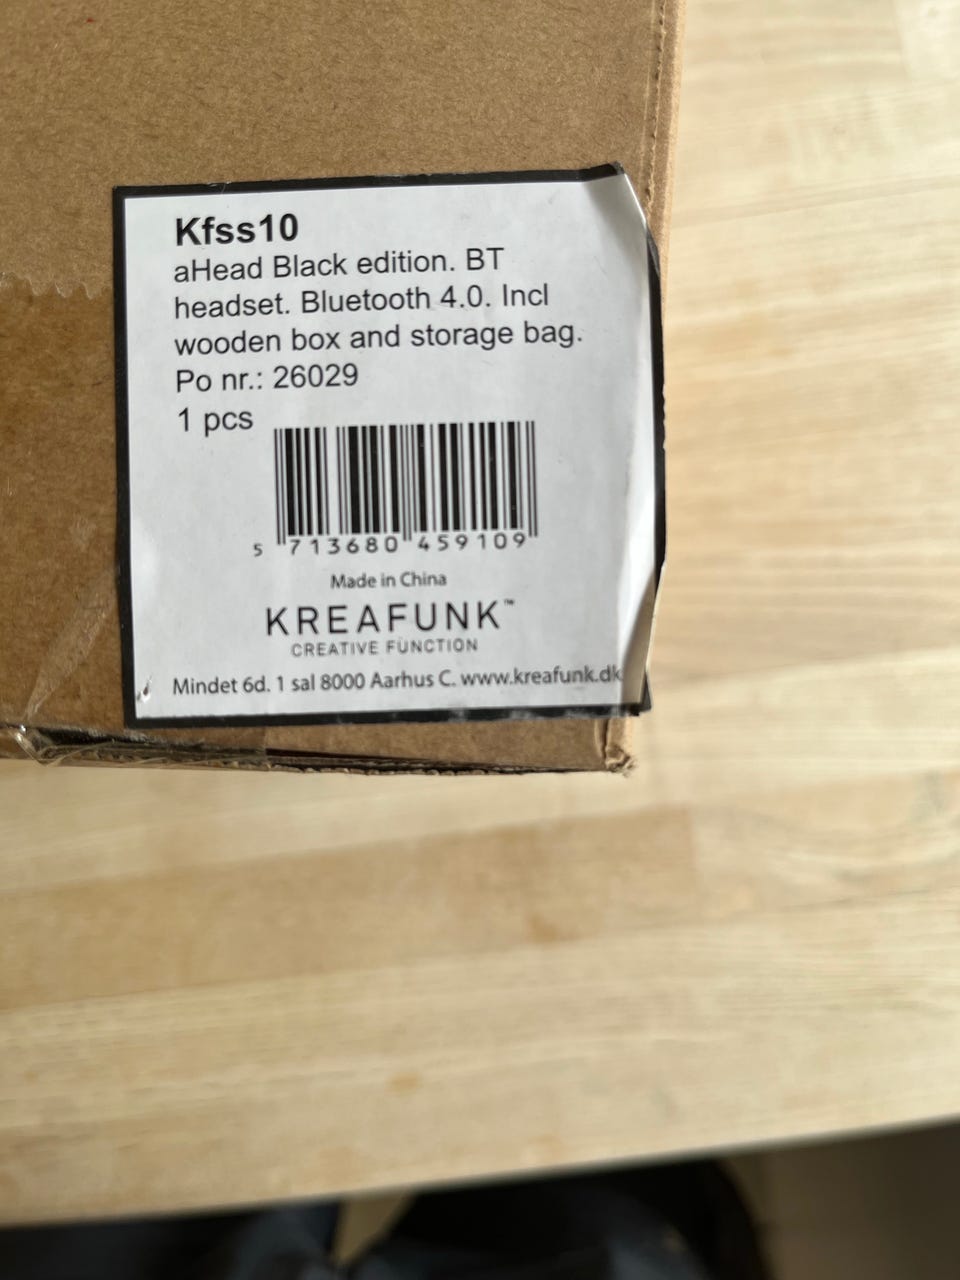 Kfss10
aHead Black edition. BT
headset. Bluetooth 4.0. Incl
wooden box and storage bag.
Po nr.: 26029
1 pcs
5 713680 459109
Made in China
KREAFUNK™
CREATIVE FUNCTION
Mindet 6d. 1 sal 8000 Aarhus C. www.kreafunk.dk